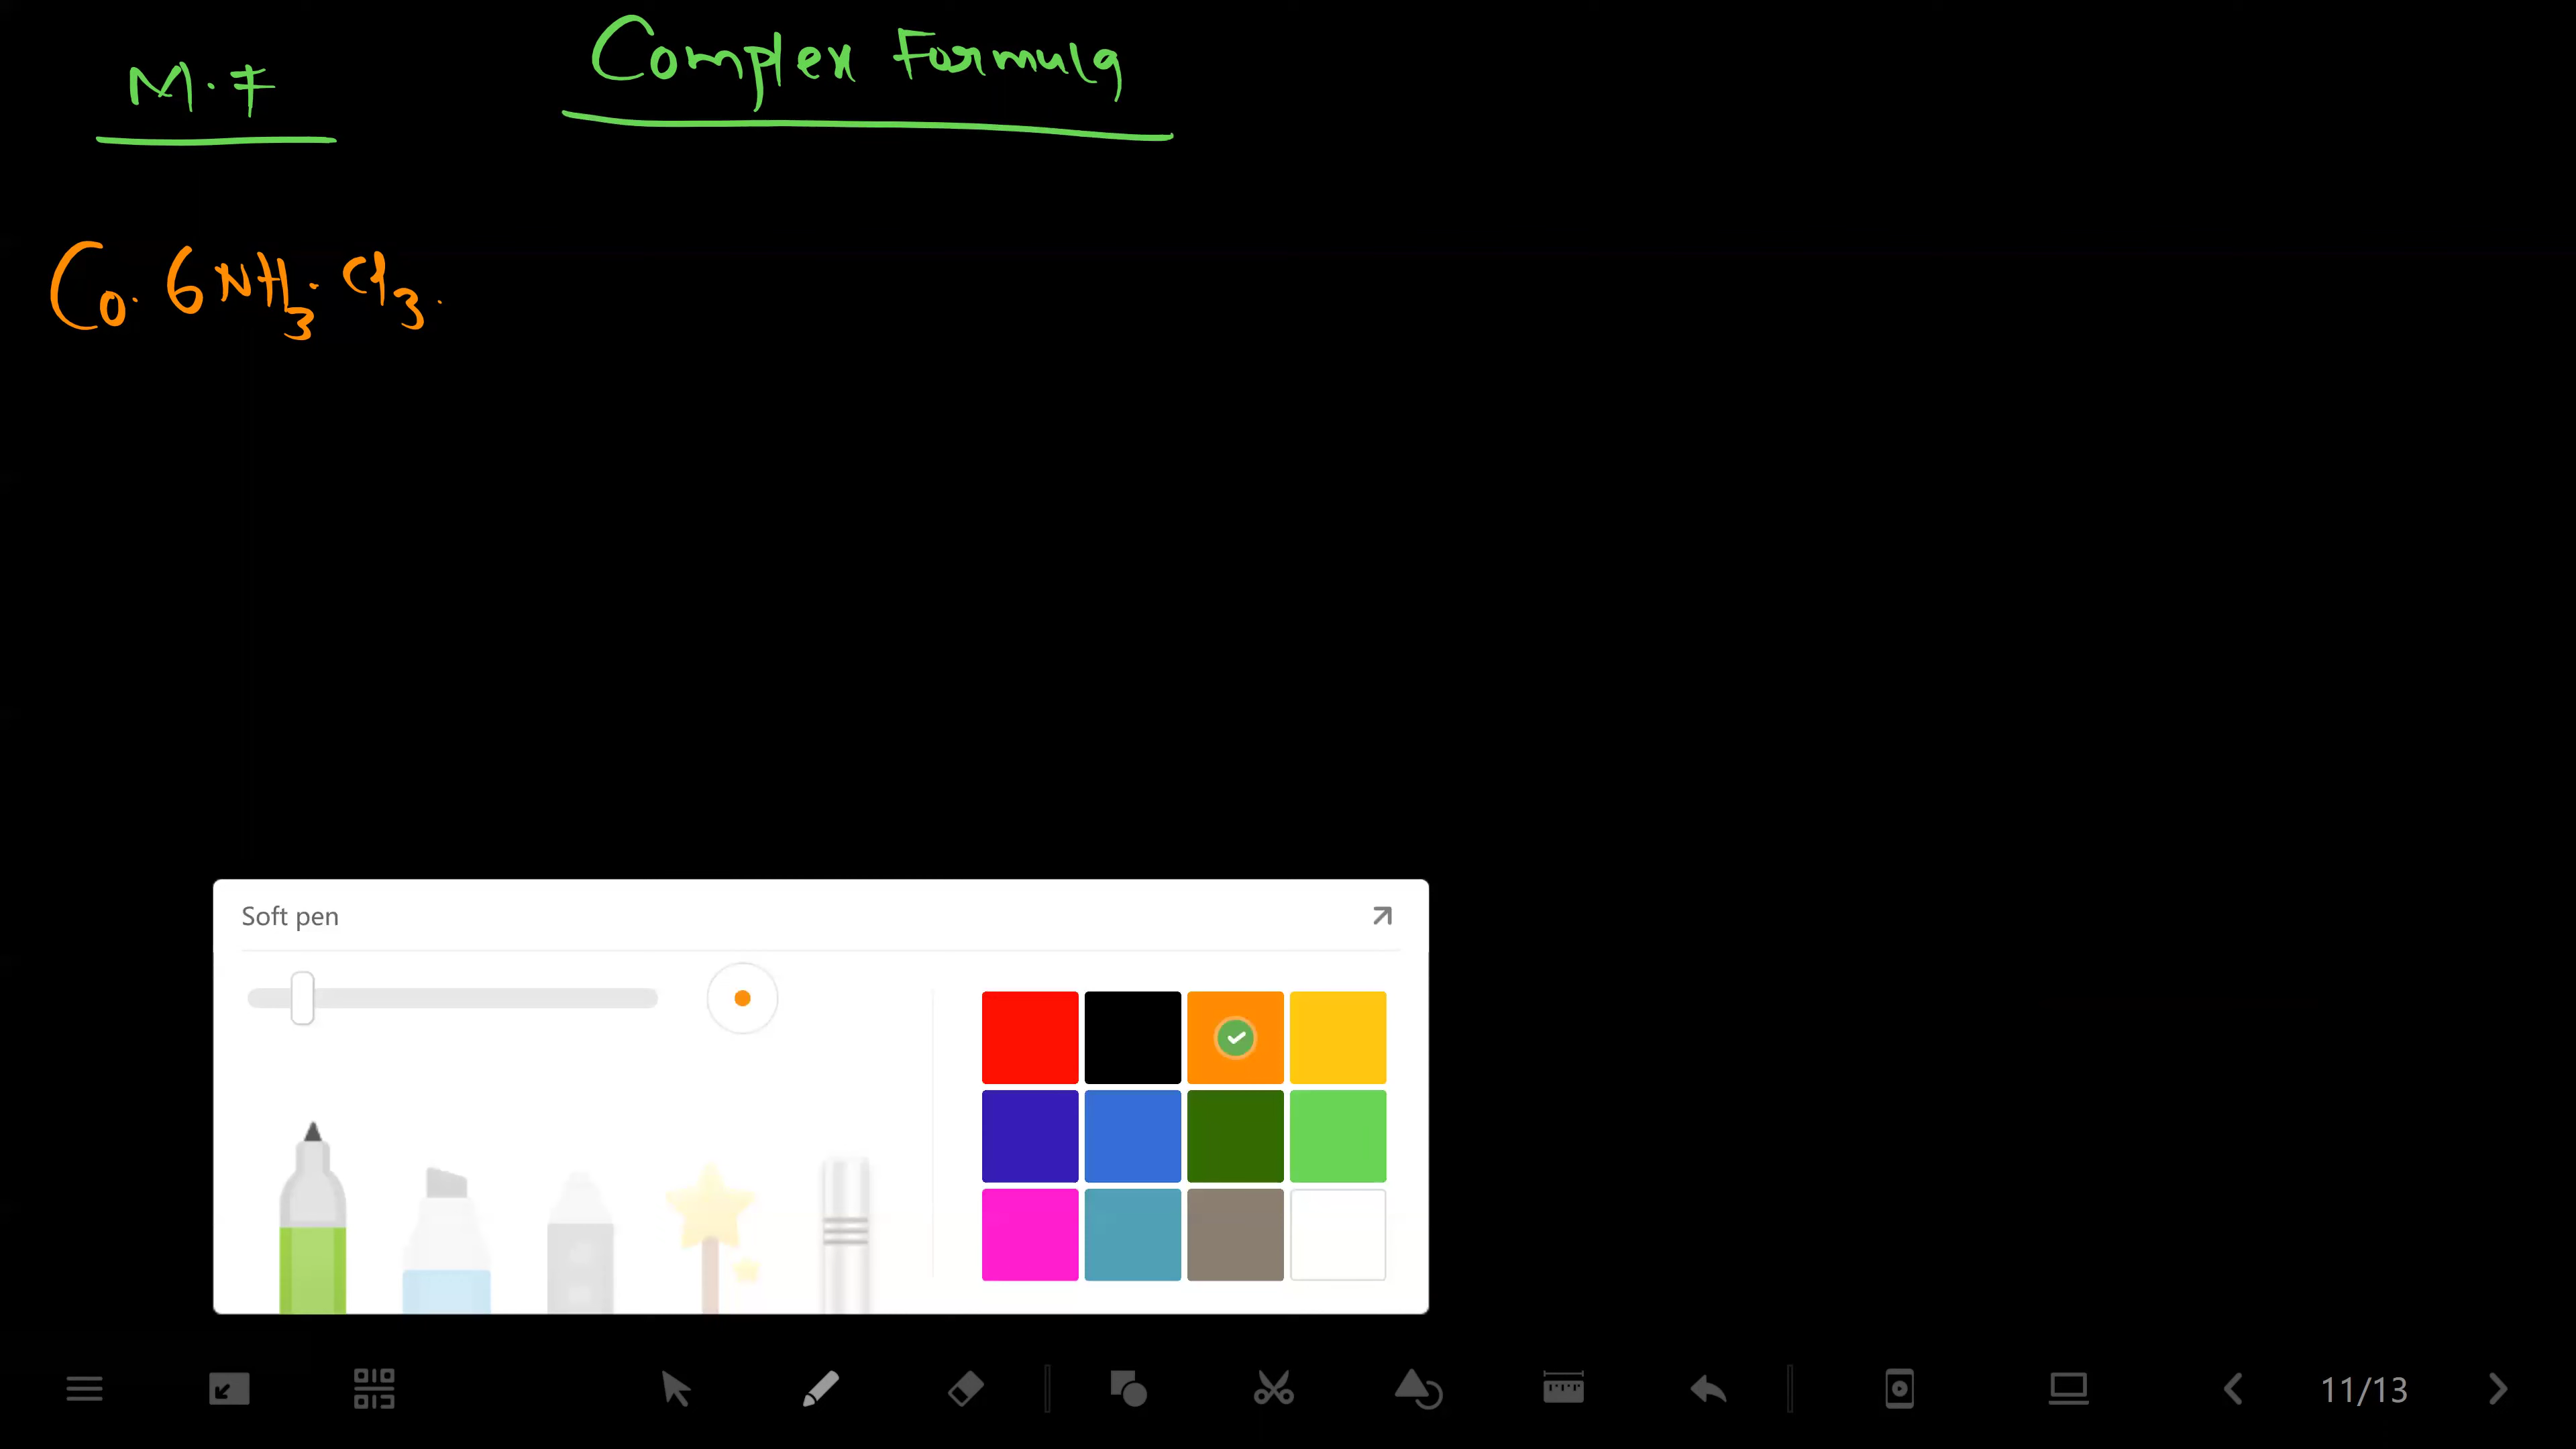 M.F
Complex Formula
Co. 6NH3. Cl3.
Soft pen
11/13